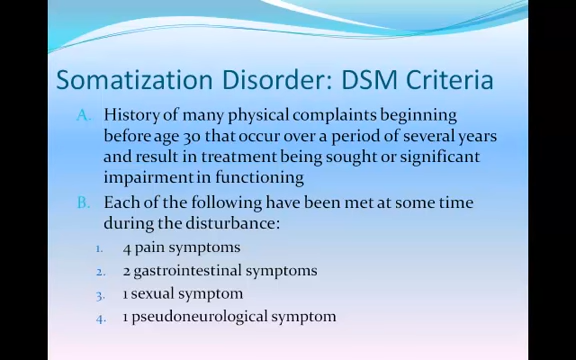 Somatization Disorder: DSM Criteria
A. History of many physical complaints beginning
before age 30 that occur over a period of several years
and result in treatment being sought or significant
impairment in functioning
B. Each of the following have been met at some time
during the disturbance:
1. 4 pain symptoms
2. 2 gastrointestinal symptoms
3. 1 sexual symptom
4. 1 pseudoneurological symptom